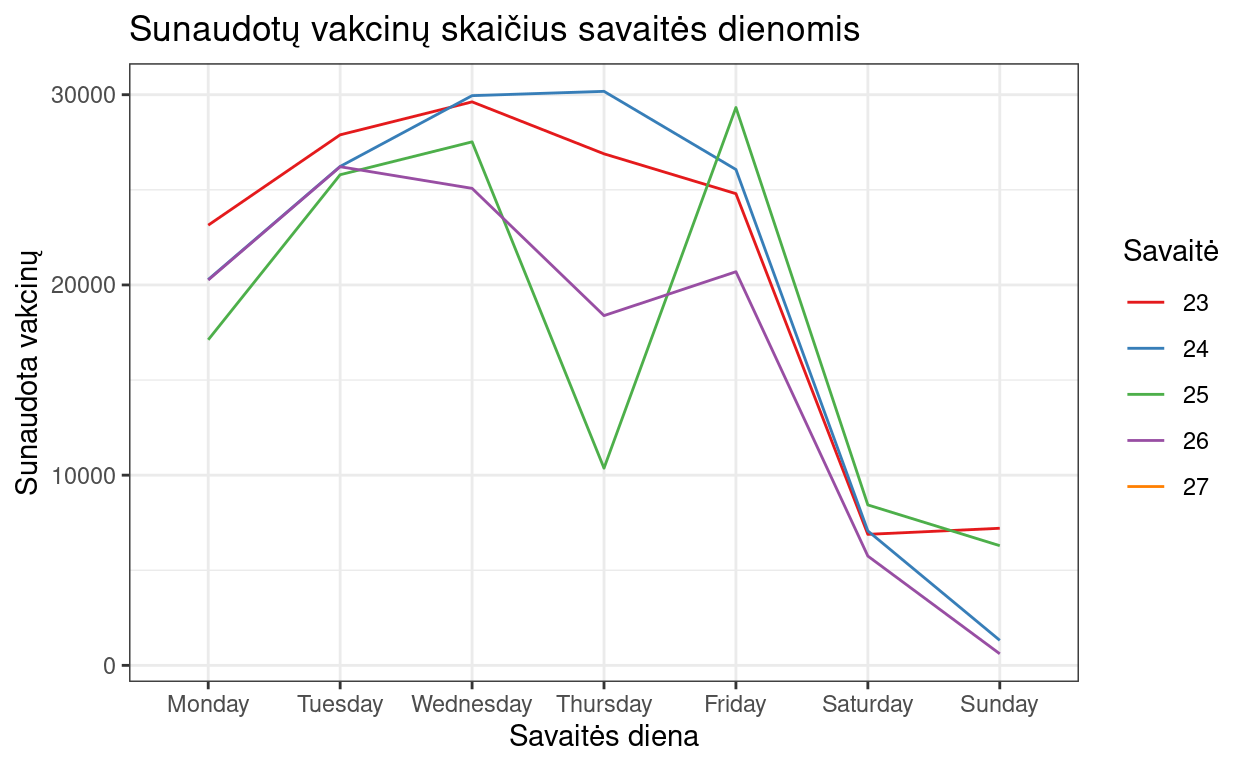 Sunaudotų vakcinų skaičius savaitės dienomis
Sunaudota vakcinų
30000
20000
10000
0
Monday Tuesday Wednesday Thursday Friday Saturday Sunday
Savaitės diena
Savaitė
23
24
25
26
27